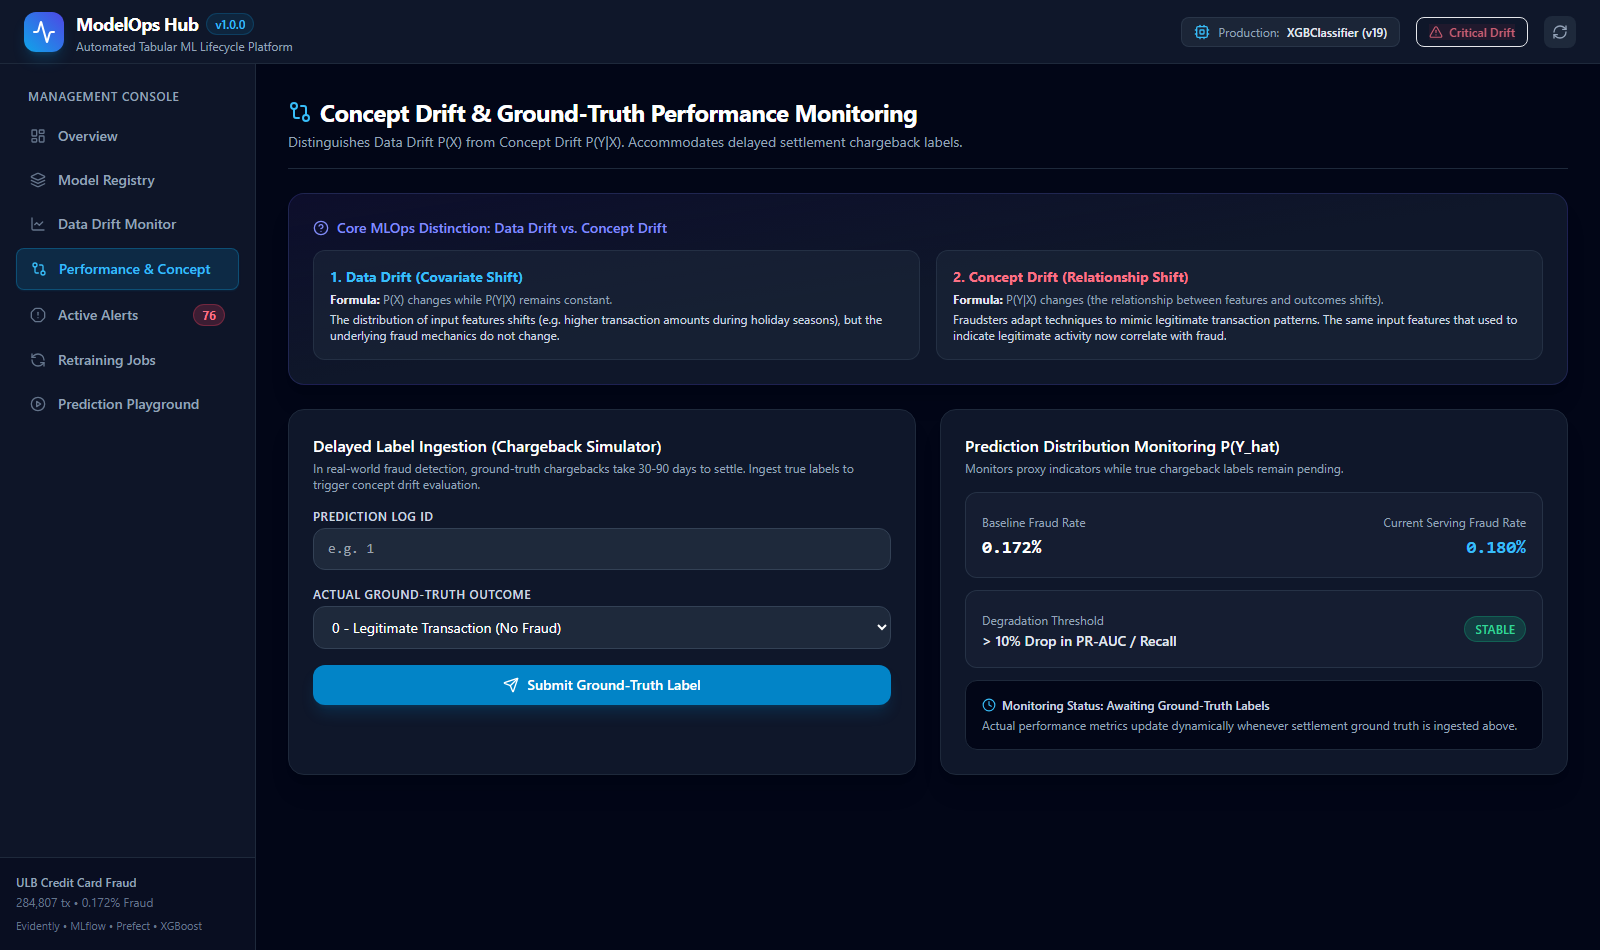 ModelOps Hub v1.0.0
Automated Tabular ML Lifecycle Platform
Production: XGBClassifier (v19)
Critical Drift
MANAGEMENT CONSOLE
Overview
Model Registry
Data Drift Monitor
Performance & Concept
Active Alerts 76
Retraining Jobs
Prediction Playground
ULB Credit Card Fraud
284,807 tx • 0.172% Fraud
Evidently • MLflow • Prefect • XGBoost
Concept Drift & Ground-Truth Performance Monitoring
Distinguishes Data Drift P(X) from Concept Drift P(Y|X). Accommodates delayed settlement chargeback labels.
Core MLOps Distinction: Data Drift vs. Concept Drift
1. Data Drift (Covariate Shift)
Formula: P(X) changes while P(Y|X) remains constant.
The distribution of input features shifts (e.g. higher transaction amounts during holiday seasons), but the
underlying fraud mechanics do not change.
2. Concept Drift (Relationship Shift)
Formula: P(Y|X) changes (the relationship between features and outcomes shifts).
Fraudsters adapt techniques to mimic legitimate transaction patterns. The same input features that used to
indicate legitimate activity now correlate with fraud.
Delayed Label Ingestion (Chargeback Simulator)
In real-world fraud detection, ground-truth chargebacks take 30-90 days to settle. Ingest true labels to
trigger concept drift evaluation.
PREDICTION LOG ID
e.g. 1
ACTUAL GROUND-TRUTH OUTCOME
0 - Legitimate Transaction (No Fraud)
Submit Ground-Truth Label
Prediction Distribution Monitoring P(Y_hat)
Monitors proxy indicators while true chargeback labels remain pending.
Baseline Fraud Rate
0.172%
Current Serving Fraud Rate
0.180%
Degradation Threshold
> 10% Drop in PR-AUC / Recall
STABLE
Monitoring Status: Awaiting Ground-Truth Labels
Actual performance metrics update dynamically whenever settlement ground truth is ingested above.